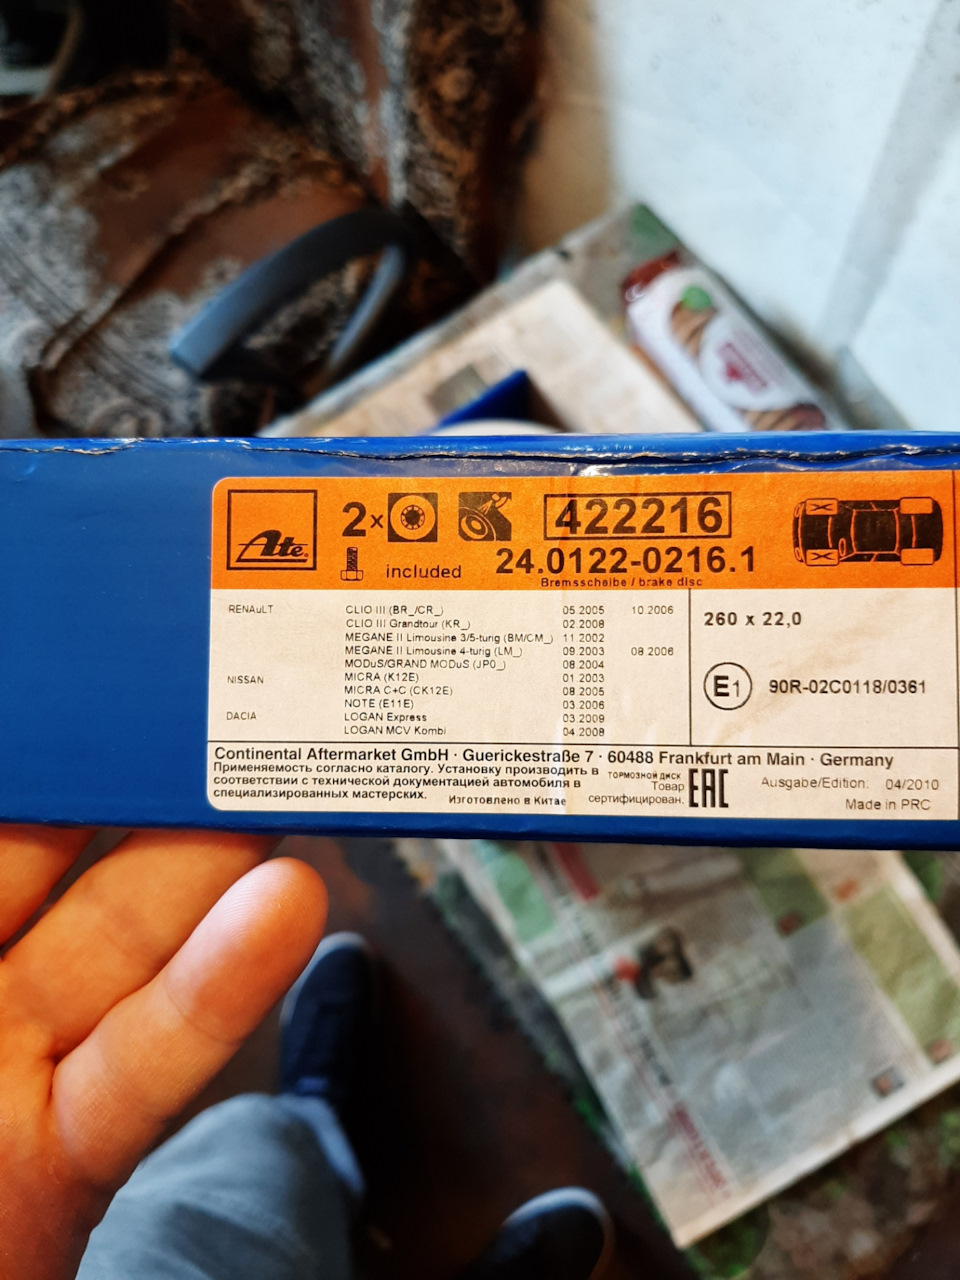 Ate
2x
422216
included
24.0122-0216.1
Bremsscheibe / brake disc
RENAuLT CLIO III (BR_/CR_) 05.2005 10.2006
CLIO III Grandtour (KR_) 02.2008
MEGANE II Limousine 3/5-turig (BM/CM_) 11.2002
MEGANE II Limousine 4-turig (LM_) 09.2003 08.2006
MODuS/GRAND MODuS (JP0_) 08.2004
NISSAN MICRA (K12E) 01.2003
MICRA C+C (CK12E) 08.2005
NOTE (E11E) 03.2006
DACIA LOGAN Express 03.2009
LOGAN MCV Kombi 04.2008
260 x 22,0
E1 90R-02C0118/0361
Continental Aftermarket GmbH · Guerickestraße 7 · 60488 Frankfurt am Main · Germany
Применяемость согласно каталогу. Установку производить в
соответствии с технической документацией автомобиля в
специализированных мастерских. Изготовлено в Китае
ТОРМОЗНОЙ ДИСК
Товар
сертифицирован.
EAC
Ausgabe/Edition: 04/2010
Made in PRC